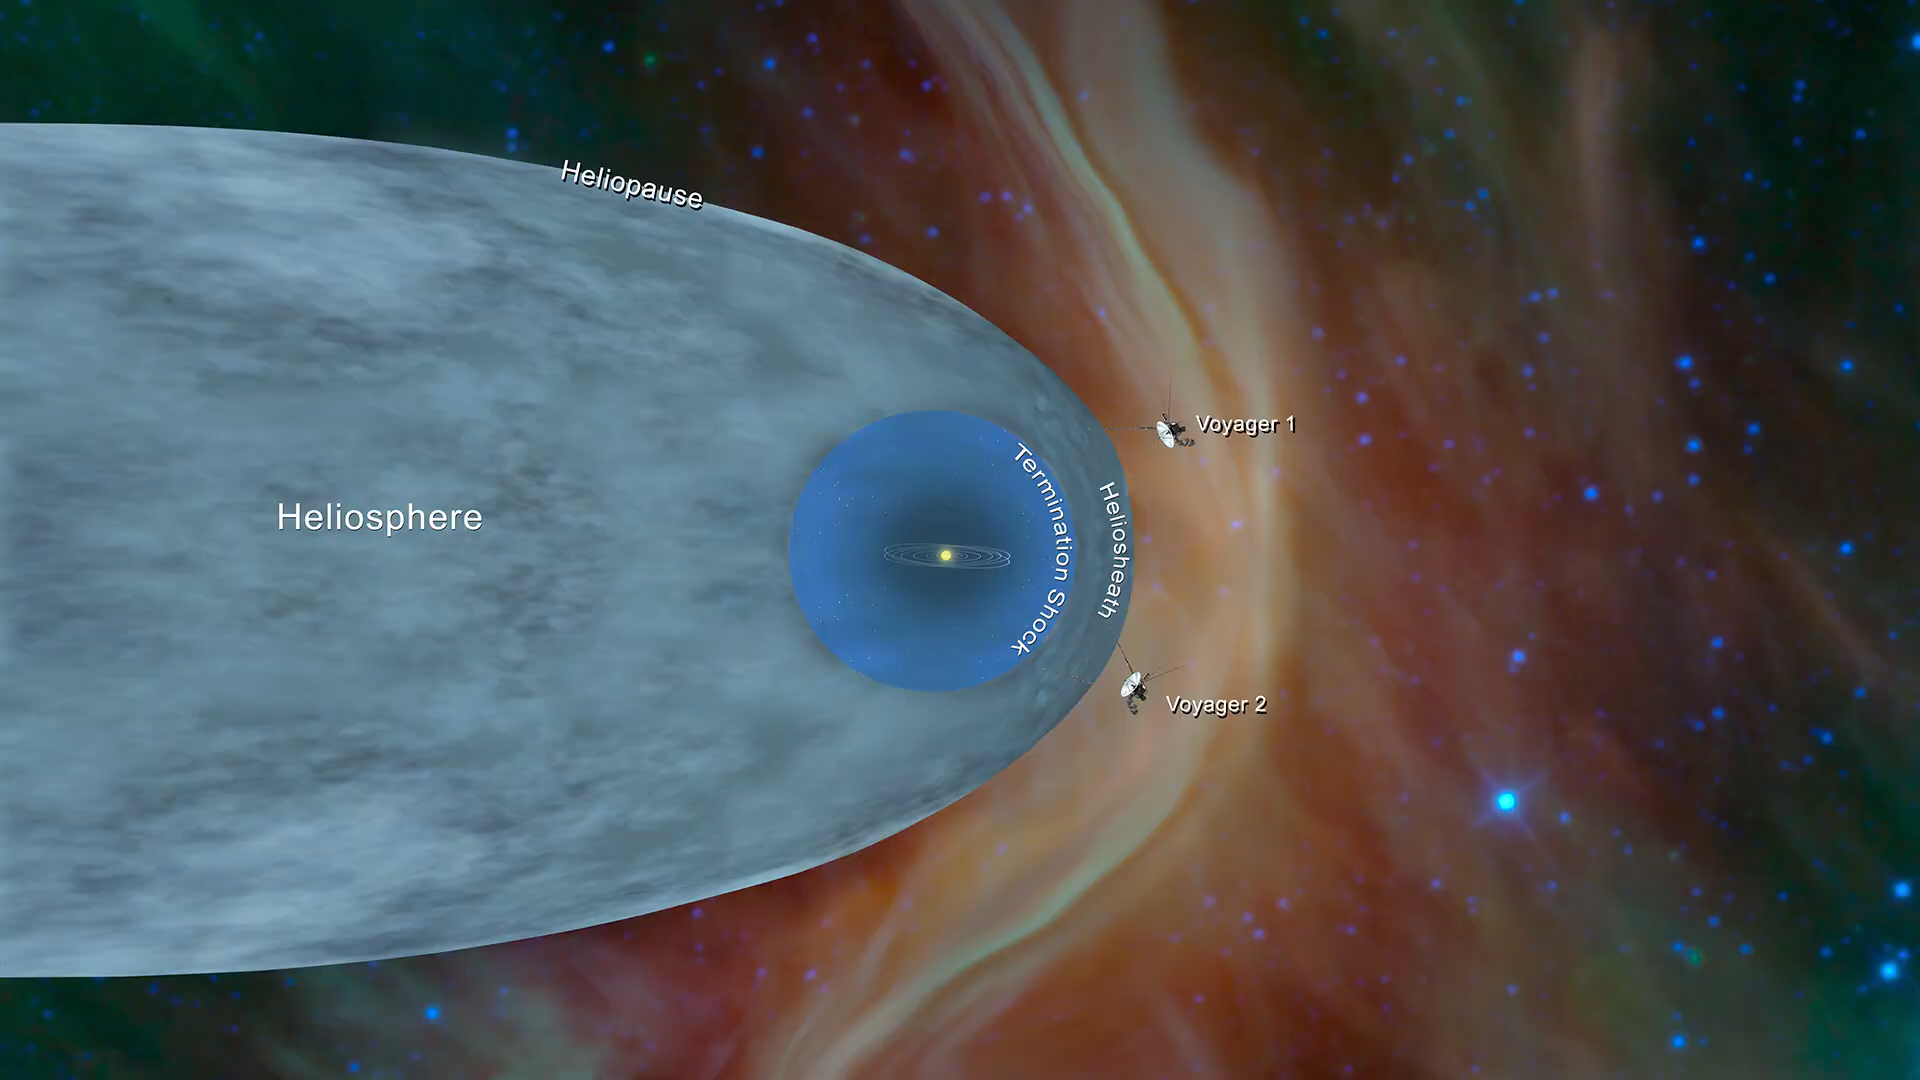 Heliopause
Voyager 1
Termination Shock
Heliosheath
Heliosphere
Voyager 2